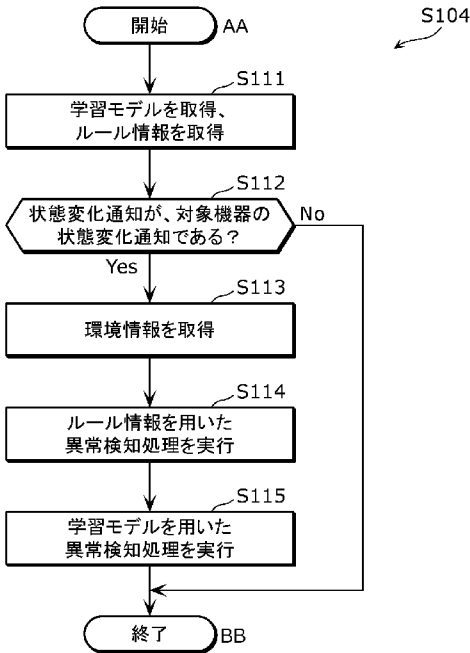 S104
開始
AA
S111
学習モデルを取得、
ルール情報を取得
S112
状態変化通知が、対象機器の
状態変化通知である？
No
Yes
S113
環境情報を取得
S114
ルール情報を用いた
異常検知処理を実行
S115
学習モデルを用いた
異常検知処理を実行
終了
BB